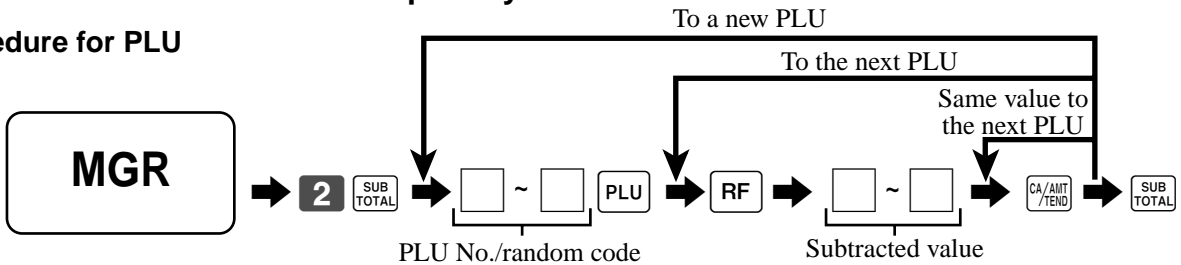 To a new PLU
edure for PLU
To the next PLU
Same value to
the next PLU
MGR
2 SUB TOTAL ~ PLU RF ~ CA/AMT /TEND SUB TOTAL
PLU No./random code
Subtracted value